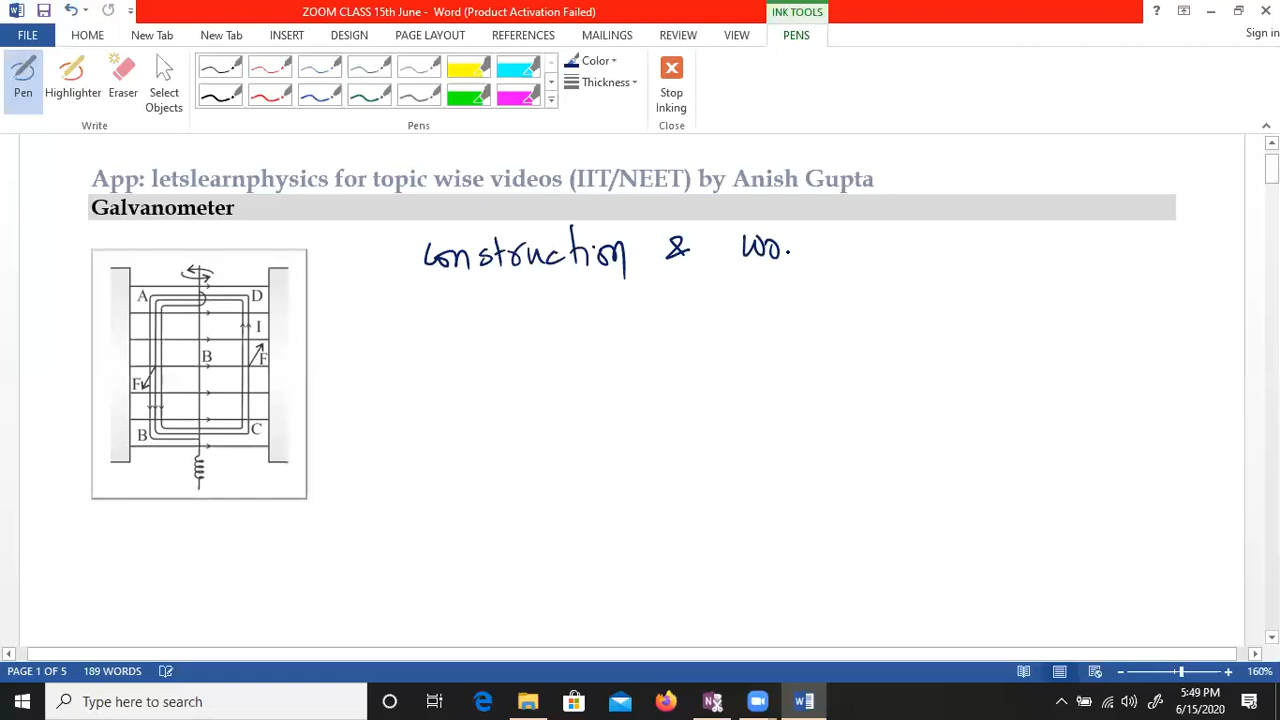 ZOOM CLASS 15th June - Word (Product Activation Failed)
INK TOOLS
FILE HOME New Tab New Tab INSERT DESIGN PAGE LAYOUT REFERENCES MAILINGS REVIEW VIEW PENS Sign in
Pen Highlighter Eraser Select Objects
Color
Thickness
Stop Inking
Write Pens Close
App: letslearnphysics for topic wise videos (IIT/NEET) by Anish Gupta
Galvanometer
construction & wo.
A D
I
B
F F
B C
PAGE 1 OF 5 189 WORDS 160%
Type here to search
5:49 PM
6/15/2020